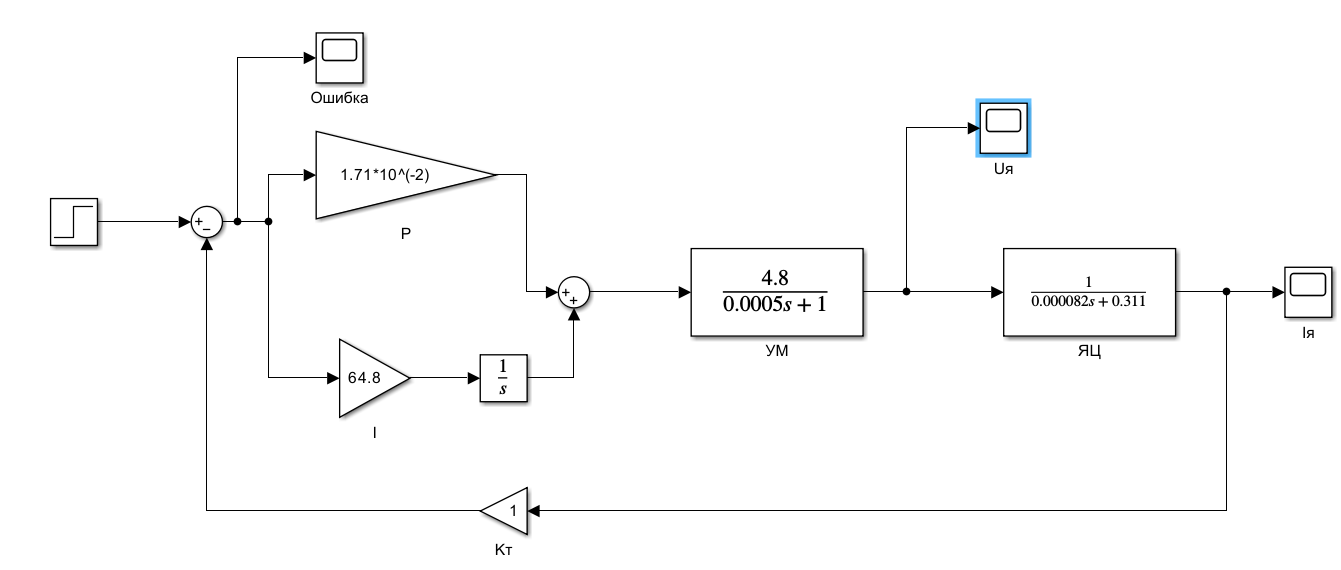 Ошибка
1.71*10^(-2)
P
+
−
Uя
+
+
4.8
0.0005s + 1
УМ
1
0.000082s + 0.311
ЯЦ
Iя
64.8
I
1
s
1
Кт